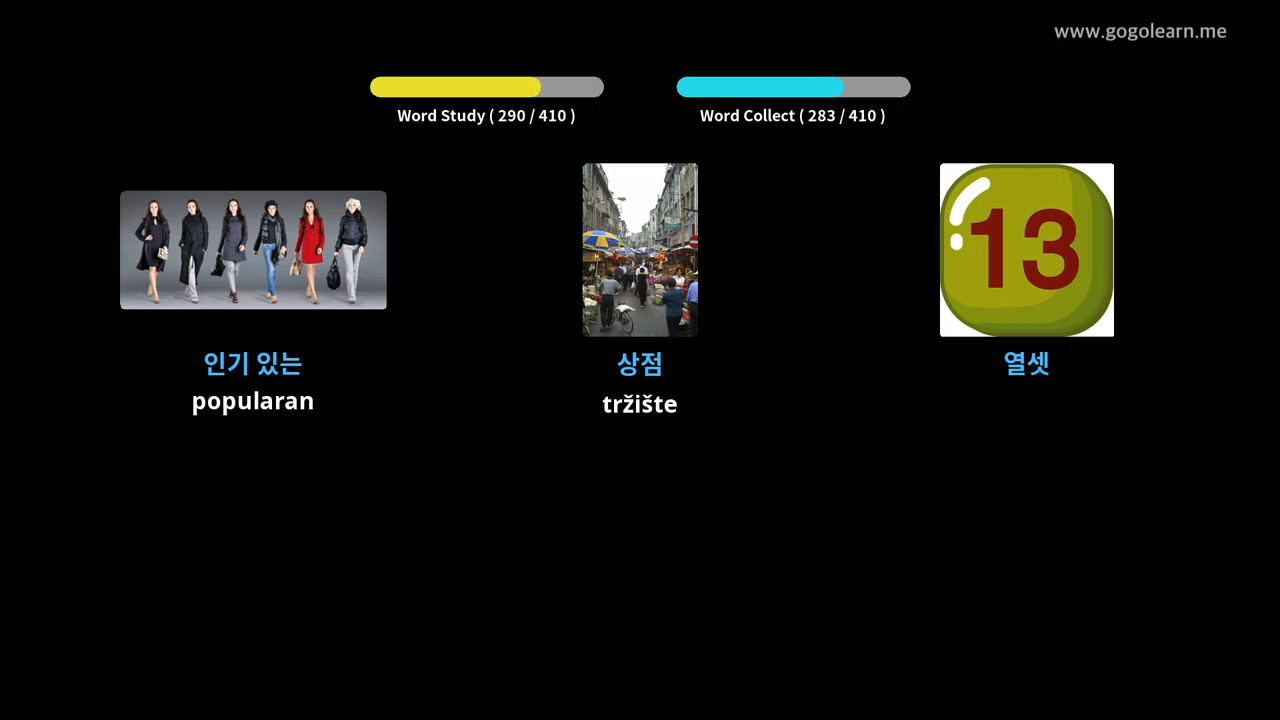 www.gogolearn.me
Word Study ( 290 / 410 )
Word Collect ( 283 / 410 )
13
인기 있는
상점
열셋
popularan
tržište